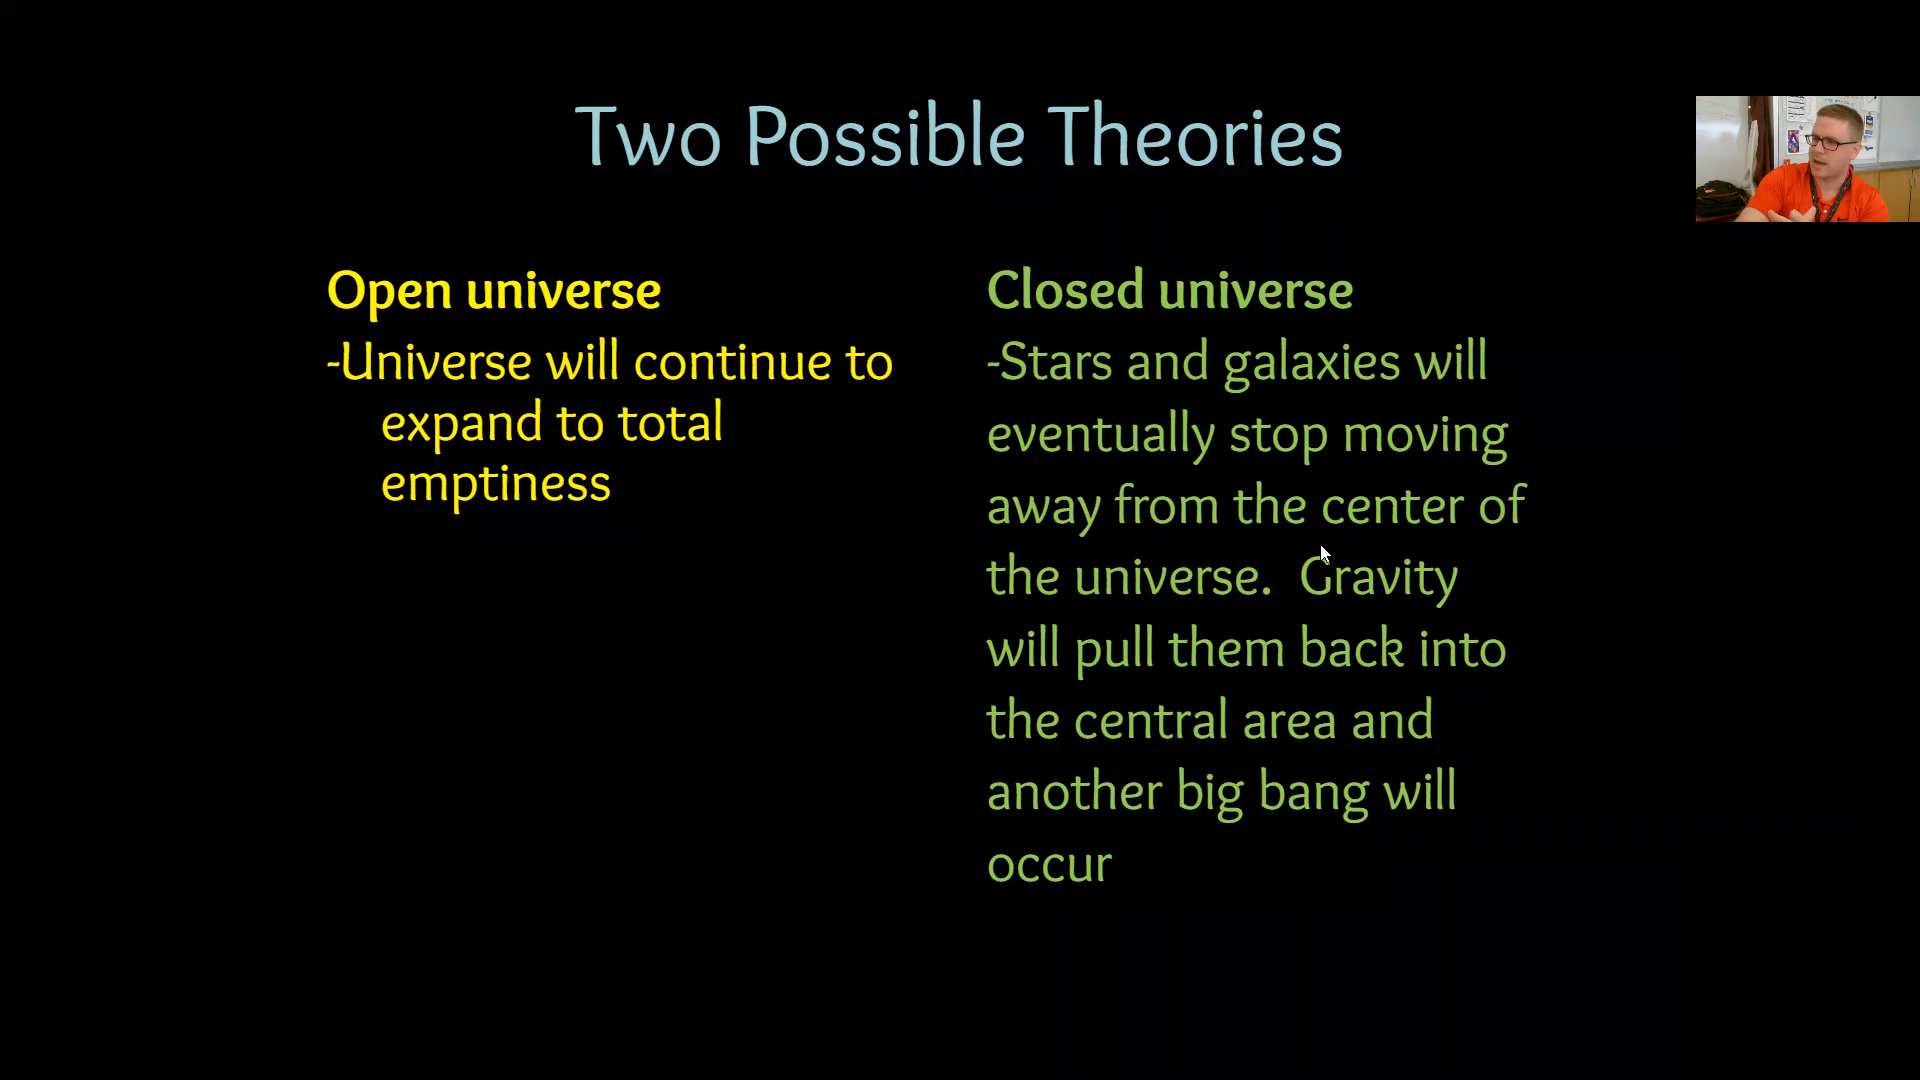 Two Possible Theories
Open universe
-Universe will continue to
expand to total
emptiness
Closed universe
-Stars and galaxies will
eventually stop moving
away from the center of
the universe.  Gravity
will pull them back into
the central area and
another big bang will
occur